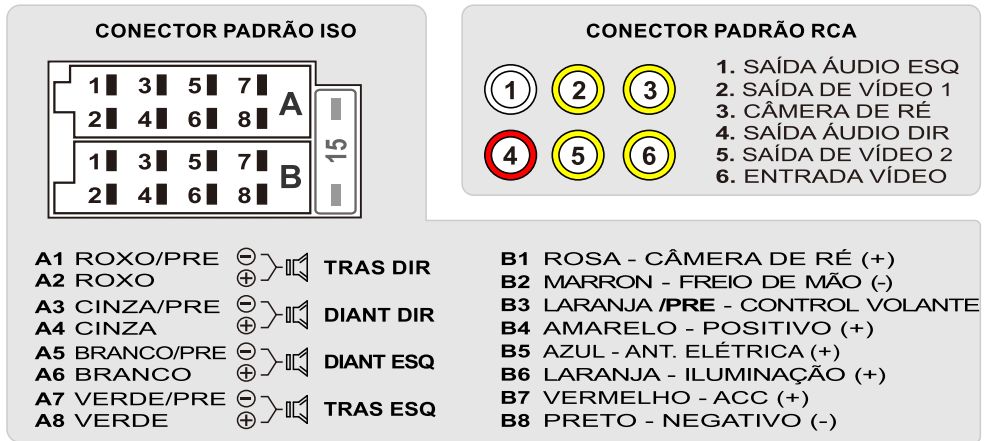 CONECTOR PADRÃO ISO
1 3 5 7
2 4 6 8
A
1 3 5 7
2 4 6 8
B
15
CONECTOR PADRÃO RCA
1 2 3
4 5 6
1. SAÍDA ÁUDIO ESQ
2. SAÍDA DE VÍDEO 1
3. CÂMERA DE RÉ
4. SAÍDA ÁUDIO DIR
5. SAÍDA DE VÍDEO 2
6. ENTRADA VÍDEO
A1 ROXO/PRE
A2 ROXO
TRAS DIR
A3 CINZA/PRE
A4 CINZA
DIANT DIR
A5 BRANCO/PRE
A6 BRANCO
DIANT ESQ
A7 VERDE/PRE
A8 VERDE
TRAS ESQ
B1 ROSA - CÂMERA DE RÉ (+)
B2 MARRON - FREIO DE MÃO (-)
B3 LARANJA /PRE - CONTROL VOLANTE
B4 AMARELO - POSITIVO (+)
B5 AZUL - ANT. ELÉTRICA (+)
B6 LARANJA - ILUMINAÇÃO (+)
B7 VERMELHO - ACC (+)
B8 PRETO - NEGATIVO (-)